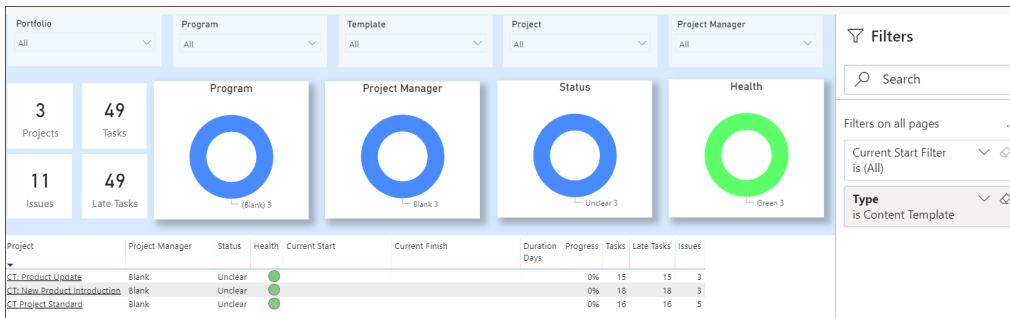 Portfolio Program Template Project Project Manager
All All All All All
Filters
Search
Filters on all pages
Current Start Filter
is (All)
Type
is Content Template
3
Projects
49
Tasks
11
Issues
49
Late Tasks
Program
(Blank) 3
Project Manager
Blank 3
Status
Unclear 3
Health
Green 3
Project Project Manager Status Health Current Start Current Finish Duration Days Progress Tasks Late Tasks Issues
CT: Product Update Blank Unclear 0% 15 15 3
CT: New Product Introduction Blank Unclear 0% 18 18 3
CT Project Standard Blank Unclear 0% 16 16 5